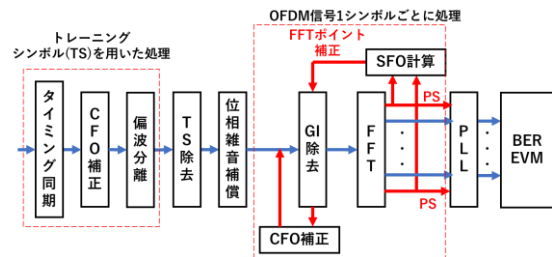 OFDM信号1シンボルごとに処理
トレーニング
シンボル(TS)を用いた処理
FFTポイント
補正
SFO計算
タイミング同期
CFO補正
偏波分離
TS除去
位相雑音補償
GI除去
FFT
・・・
PS
PS
PLL
・・・
BER
EVM
CFO補正